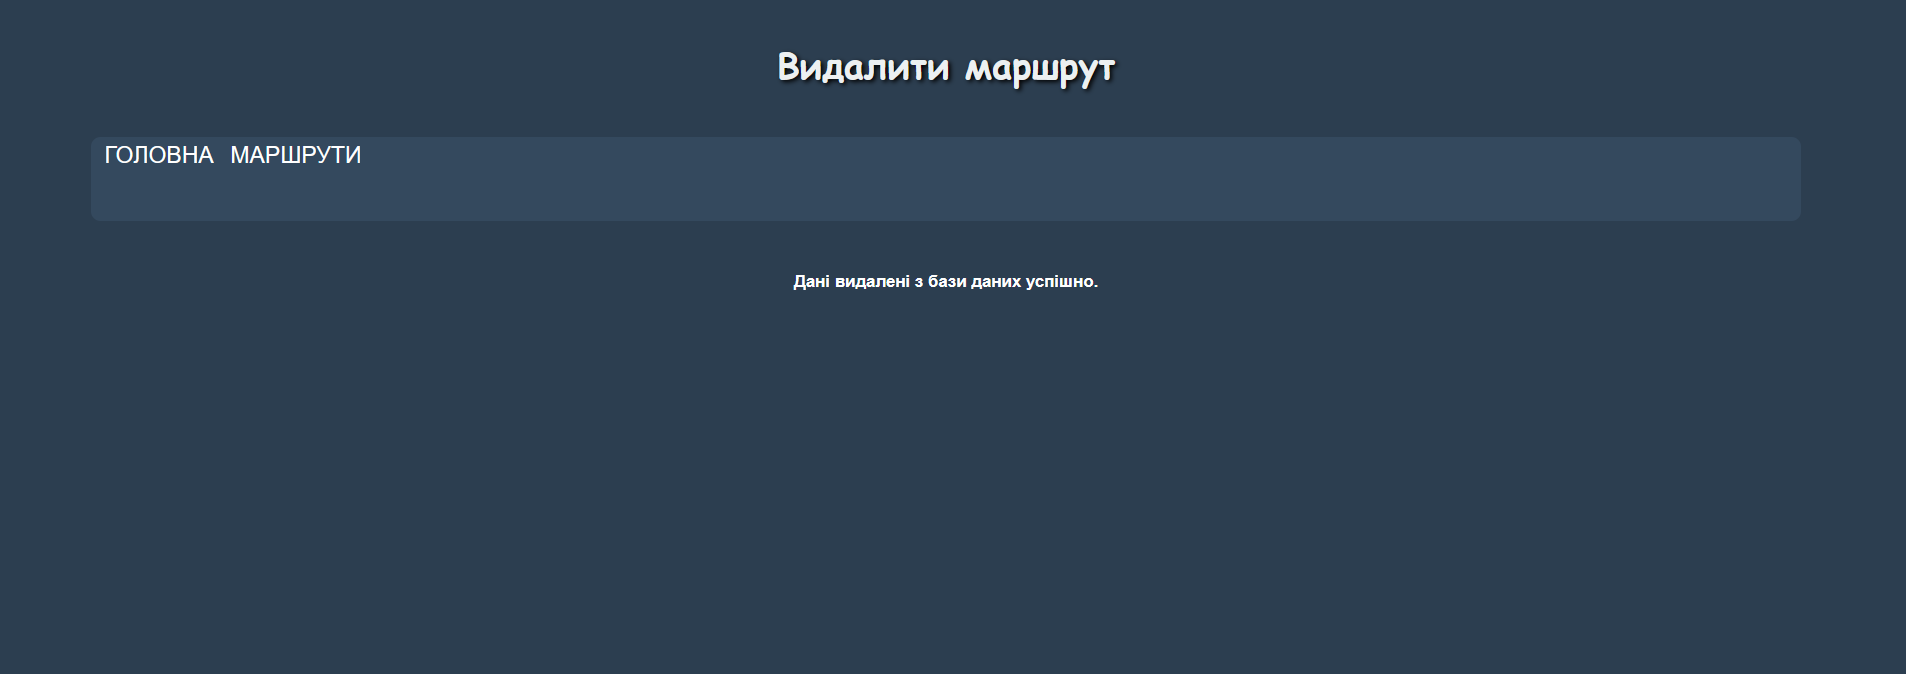 Видалити маршрут
ГОЛОВНА МАРШРУТИ
Дані видалені з бази даних успішно.